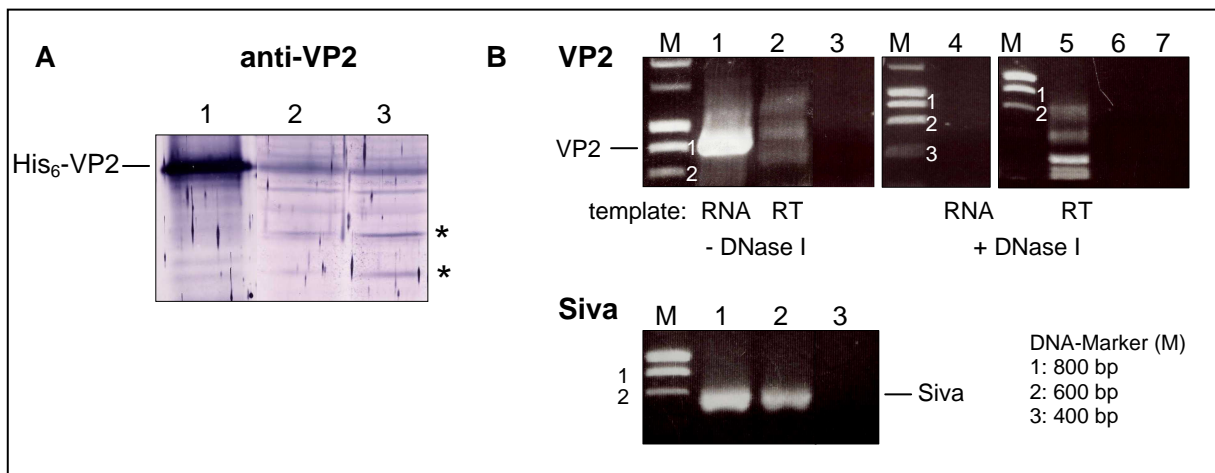 A anti-VP2
1 2 3
His6-VP2
*
*
B VP2
M 1 2 3 M 4 M 5 6 7
VP2
1
2
1
2
3
1
2
template: RNA RT RNA RT
- DNase I + DNase I
Siva
M 1 2 3
1
2
Siva
DNA-Marker (M)
1: 800 bp
2: 600 bp
3: 400 bp